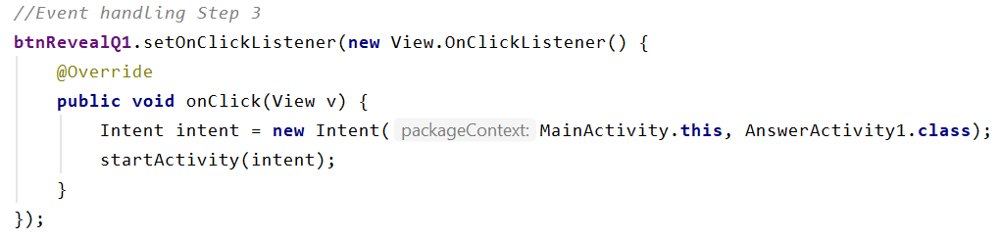 //Event handling Step 3
btnRevealQ1.setOnClickListener(new View.OnClickListener() {
@Override
public void onClick(View v) {
Intent intent = new Intent( packageContext: MainActivity.this, AnswerActivity1.class);
startActivity(intent);
}
});